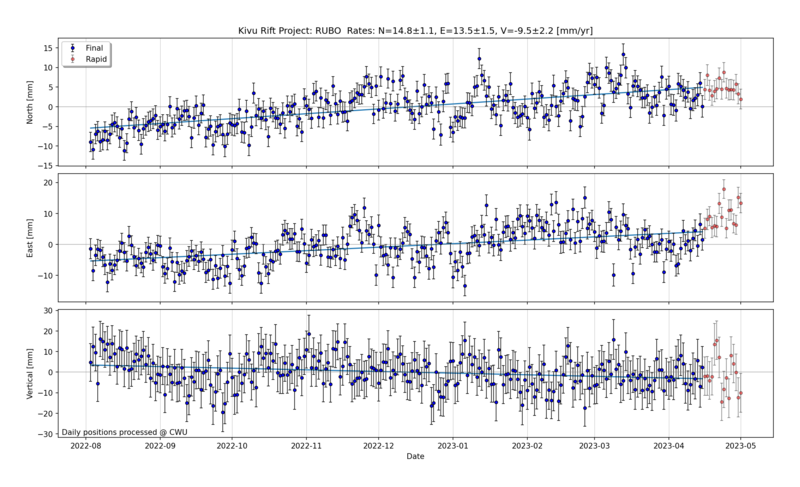 Kivu Rift Project: RUBO  Rates: N=14.8±1.1, E=13.5±1.5, V=-9.5±2.2 [mm/yr]
Final
Rapid
North [mm]
15
10
5
0
−5
−10
−15
East [mm]
20
10
0
−10
Vertical [mm]
30
20
10
0
−10
−20
−30
Daily positions processed @ CWU
2022-08 2022-09 2022-10 2022-11 2022-12 2023-01 2023-02 2023-03 2023-04 2023-05
Date